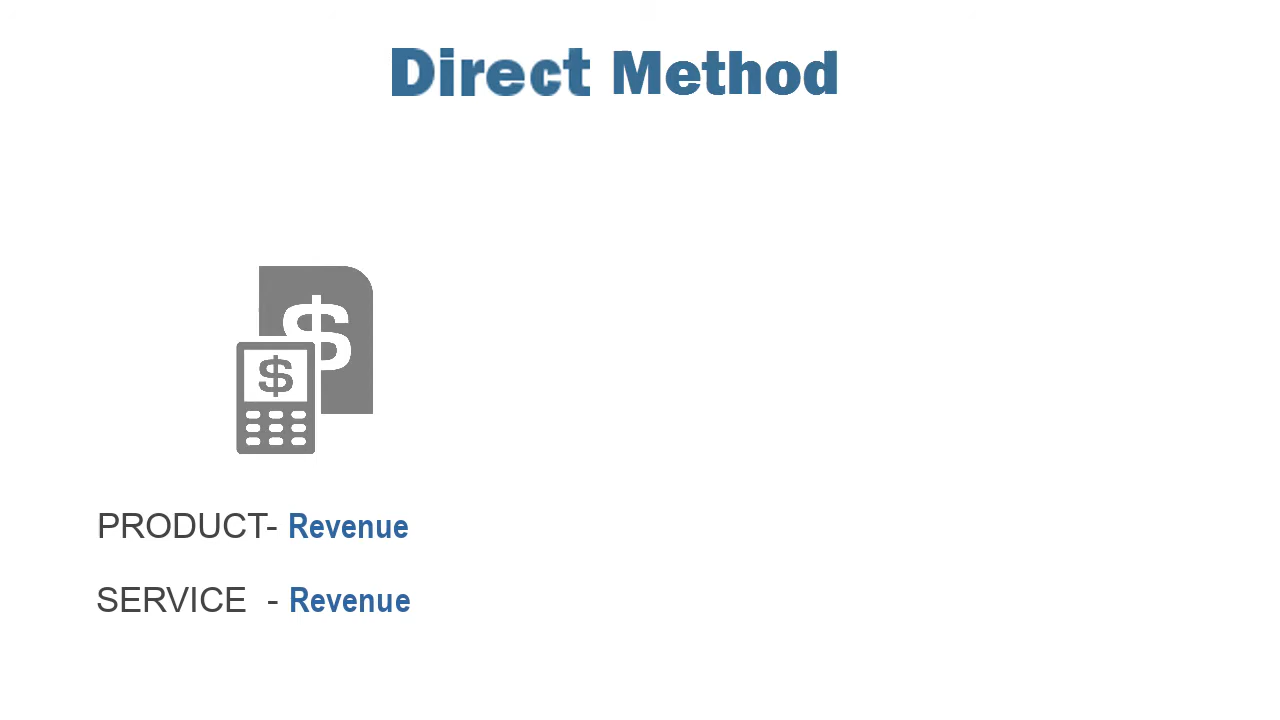 Direct Method
$
$
PRODUCT- Revenue
SERVICE - Revenue